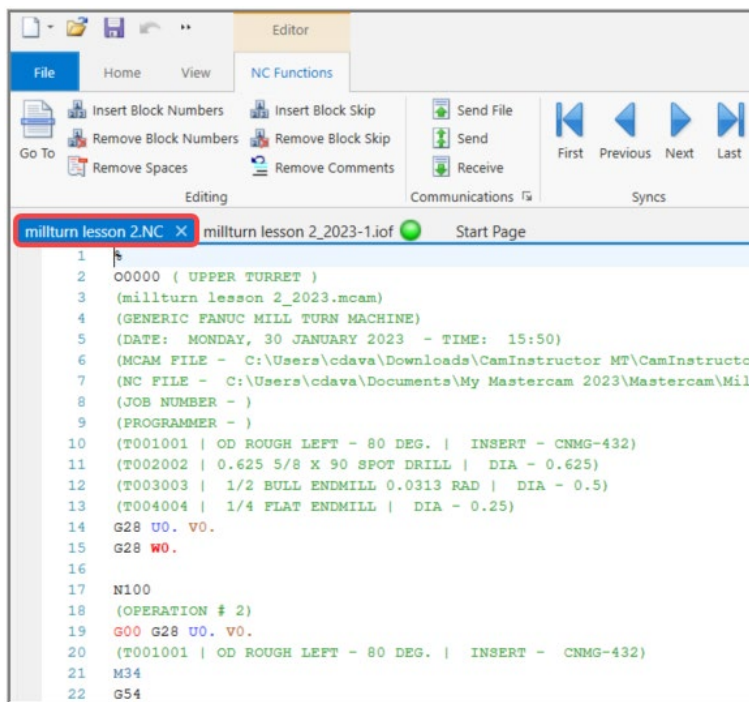 Editor
File Home View NC Functions
Go To
Insert Block Numbers
Remove Block Numbers
Remove Spaces
Insert Block Skip
Remove Block Skip
Remove Comments
Editing
Send File
Send
Receive
Communications
First Previous Next Last
Syncs
millturn lesson 2.NC × millturn lesson 2_2023-1.iof Start Page
1 %
2 O0000 ( UPPER TURRET )
3 (millturn lesson 2_2023.mcam)
4 (GENERIC FANUC MILL TURN MACHINE)
5 (DATE: MONDAY, 30 JANUARY 2023 - TIME: 15:50)
6 (MCAM FILE - C:\Users\cdava\Downloads\CamInstructor MT\CamInstructo
7 (NC FILE - C:\Users\cdava\Documents\My Mastercam 2023\Mastercam\Mil
8 (JOB NUMBER - )
9 (PROGRAMMER - )
10 (T001001 | OD ROUGH LEFT - 80 DEG. | INSERT - CNMG-432)
11 (T002002 | 0.625 5/8 X 90 SPOT DRILL | DIA - 0.625)
12 (T003003 | 1/2 BULL ENDMILL 0.0313 RAD | DIA - 0.5)
13 (T004004 | 1/4 FLAT ENDMILL | DIA - 0.25)
14 G28 U0. V0.
15 G28 W0.
16
17 N100
18 (OPERATION # 2)
19 G00 G28 U0. V0.
20 (T001001 | OD ROUGH LEFT - 80 DEG. | INSERT - CNMG-432)
21 M34
22 G54